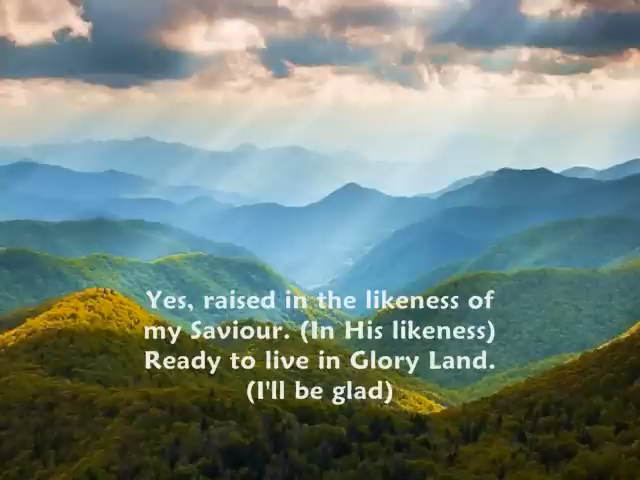 Yes, raised in the likeness of
my Saviour. (In His likeness)
Ready to live in Glory Land.
(I'll be glad)